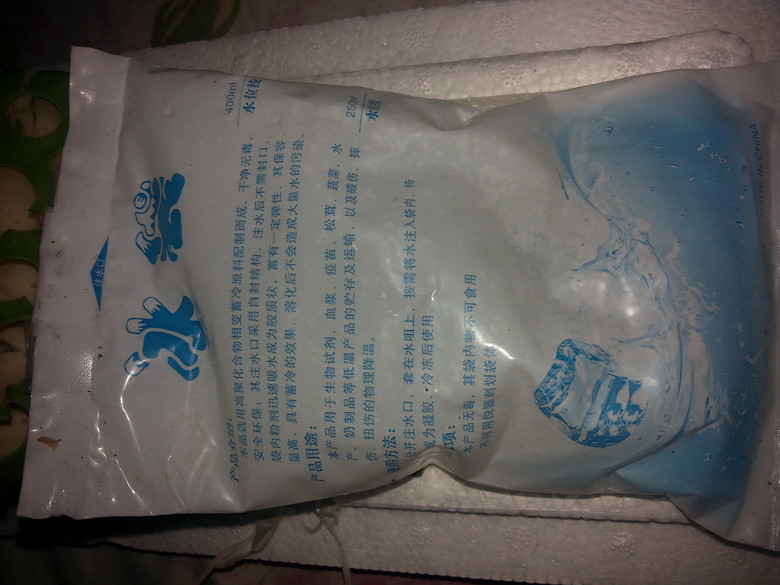 注水口
冰袋
400ml
水位线
250ml
水位
产品介绍:
本品选用高聚化合物相变蓄冷原料配制而成,干净无毒,
安全环保,其注水口采用自封结构,注水后不需封口,
袋内粉剂迅速吸水成为胶质状,富有一定弹性,其保容
量高,具有蓄冷的效果,溶化后不会造成大量水的污染。
产品用途:
本产品用于生物试剂、血浆、疫苗、松茸、蔬菜、水
产、奶制品等低温产品的贮存及运输,以及碰伤、摔
伤、扭伤的物理降温。
用方法:
开注水口,套在水咀上,按需将水注入袋内,待
成为凝胶,冷冻后使用。
项:
本产品无毒,其袋内物不可食用
不可用锐器刺划袋体
IN CHINA